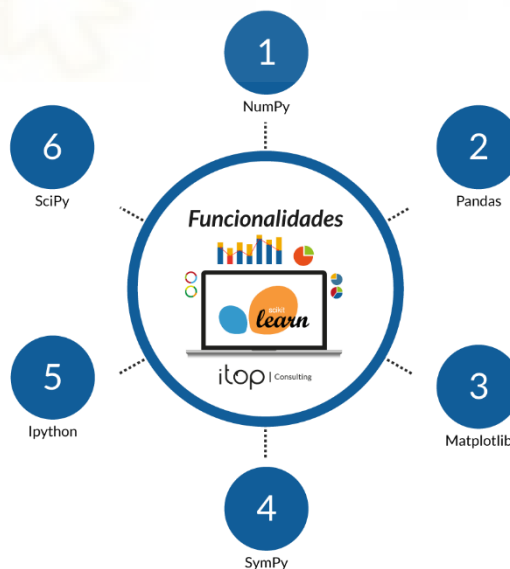 1
NumPy
6
SciPy
2
Pandas
Funcionalidades
scikit
learn
itop | Consulting
5
Ipython
3
Matplotlib
4
SymPy